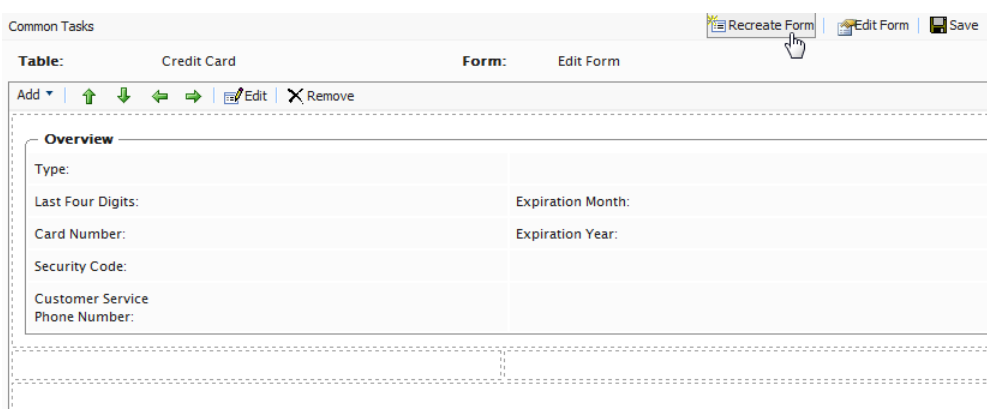 Common Tasks Recreate Form Edit Form Save
Table: Credit Card Form: Edit Form
Add Edit Remove
Overview
Type:
Last Four Digits: Expiration Month:
Card Number: Expiration Year:
Security Code:
Customer Service
Phone Number: